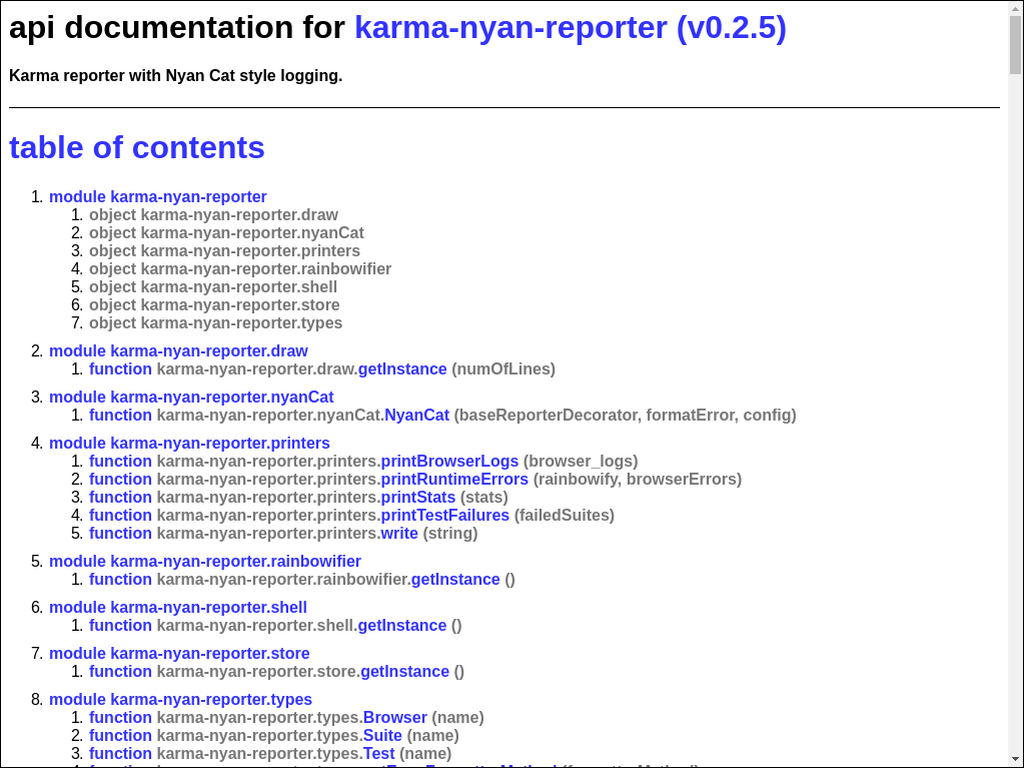 api documentation for karma-nyan-reporter (v0.2.5)
Karma reporter with Nyan Cat style logging.
table of contents
1. module karma-nyan-reporter
1. object karma-nyan-reporter.draw
2. object karma-nyan-reporter.nyanCat
3. object karma-nyan-reporter.printers
4. object karma-nyan-reporter.rainbowifier
5. object karma-nyan-reporter.shell
6. object karma-nyan-reporter.store
7. object karma-nyan-reporter.types
2. module karma-nyan-reporter.draw
1. function karma-nyan-reporter.draw.getInstance (numOfLines)
3. module karma-nyan-reporter.nyanCat
1. function karma-nyan-reporter.nyanCat.NyanCat (baseReporterDecorator, formatError, config)
4. module karma-nyan-reporter.printers
1. function karma-nyan-reporter.printers.printBrowserLogs (browser_logs)
2. function karma-nyan-reporter.printers.printRuntimeErrors (rainbowify, browserErrors)
3. function karma-nyan-reporter.printers.printStats (stats)
4. function karma-nyan-reporter.printers.printTestFailures (failedSuites)
5. function karma-nyan-reporter.printers.write (string)
5. module karma-nyan-reporter.rainbowifier
1. function karma-nyan-reporter.rainbowifier.getInstance ()
6. module karma-nyan-reporter.shell
1. function karma-nyan-reporter.shell.getInstance ()
7. module karma-nyan-reporter.store
1. function karma-nyan-reporter.store.getInstance ()
8. module karma-nyan-reporter.types
1. function karma-nyan-reporter.types.Browser (name)
2. function karma-nyan-reporter.types.Suite (name)
3. function karma-nyan-reporter.types.Test (name)